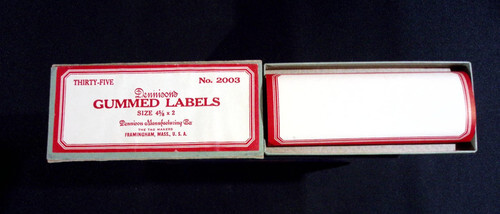 THIRTY-FIVE No. 2003
Dennison's
GUMMED LABELS
SIZE 4⅝ x 2
Dennison Manufacturing Co.
THE TAG MAKERS
FRAMINGHAM, MASS., U. S. A.